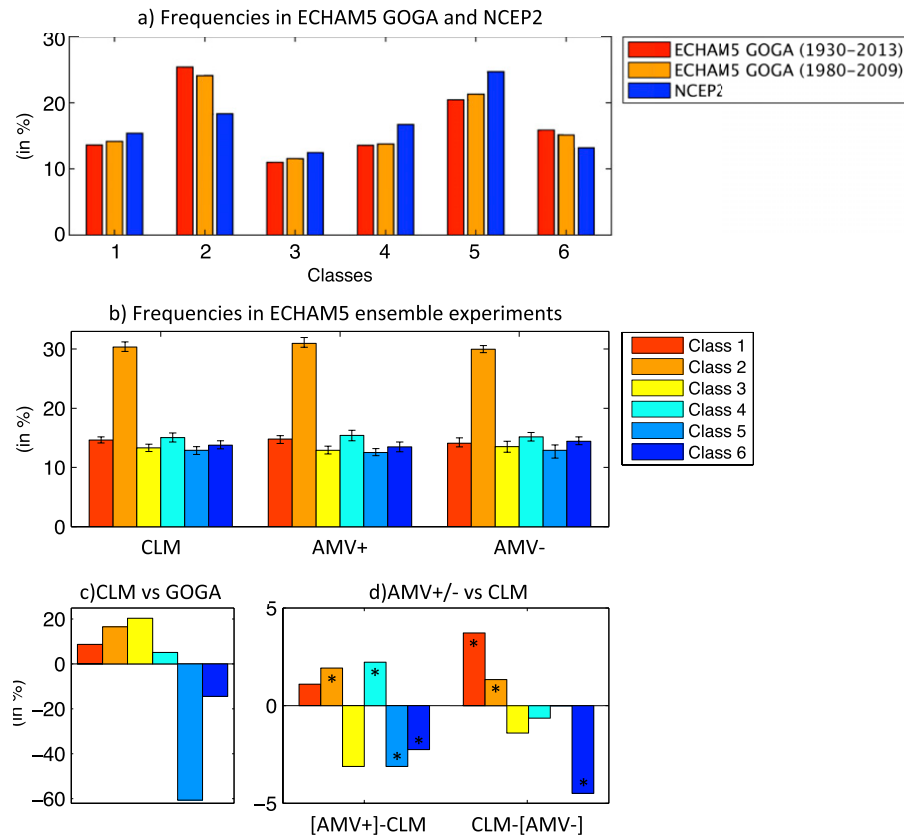 a) Frequencies in ECHAM5 GOGA and NCEP2
30
20
10
0
(in %)
1 2 3 4 5 6
Classes
ECHAM5 GOGA (1930-2013)
ECHAM5 GOGA (1980-2009)
NCEP2
b) Frequencies in ECHAM5 ensemble experiments
30
20
10
0
(in %)
CLM AMV+ AMV-
Class 1
Class 2
Class 3
Class 4
Class 5
Class 6
c)CLM vs GOGA
20
0
-20
-40
-60
(in %)
d)AMV+/- vs CLM
5
0
-5
* * * * * * *
[AMV+]-CLM CLM-[AMV-]